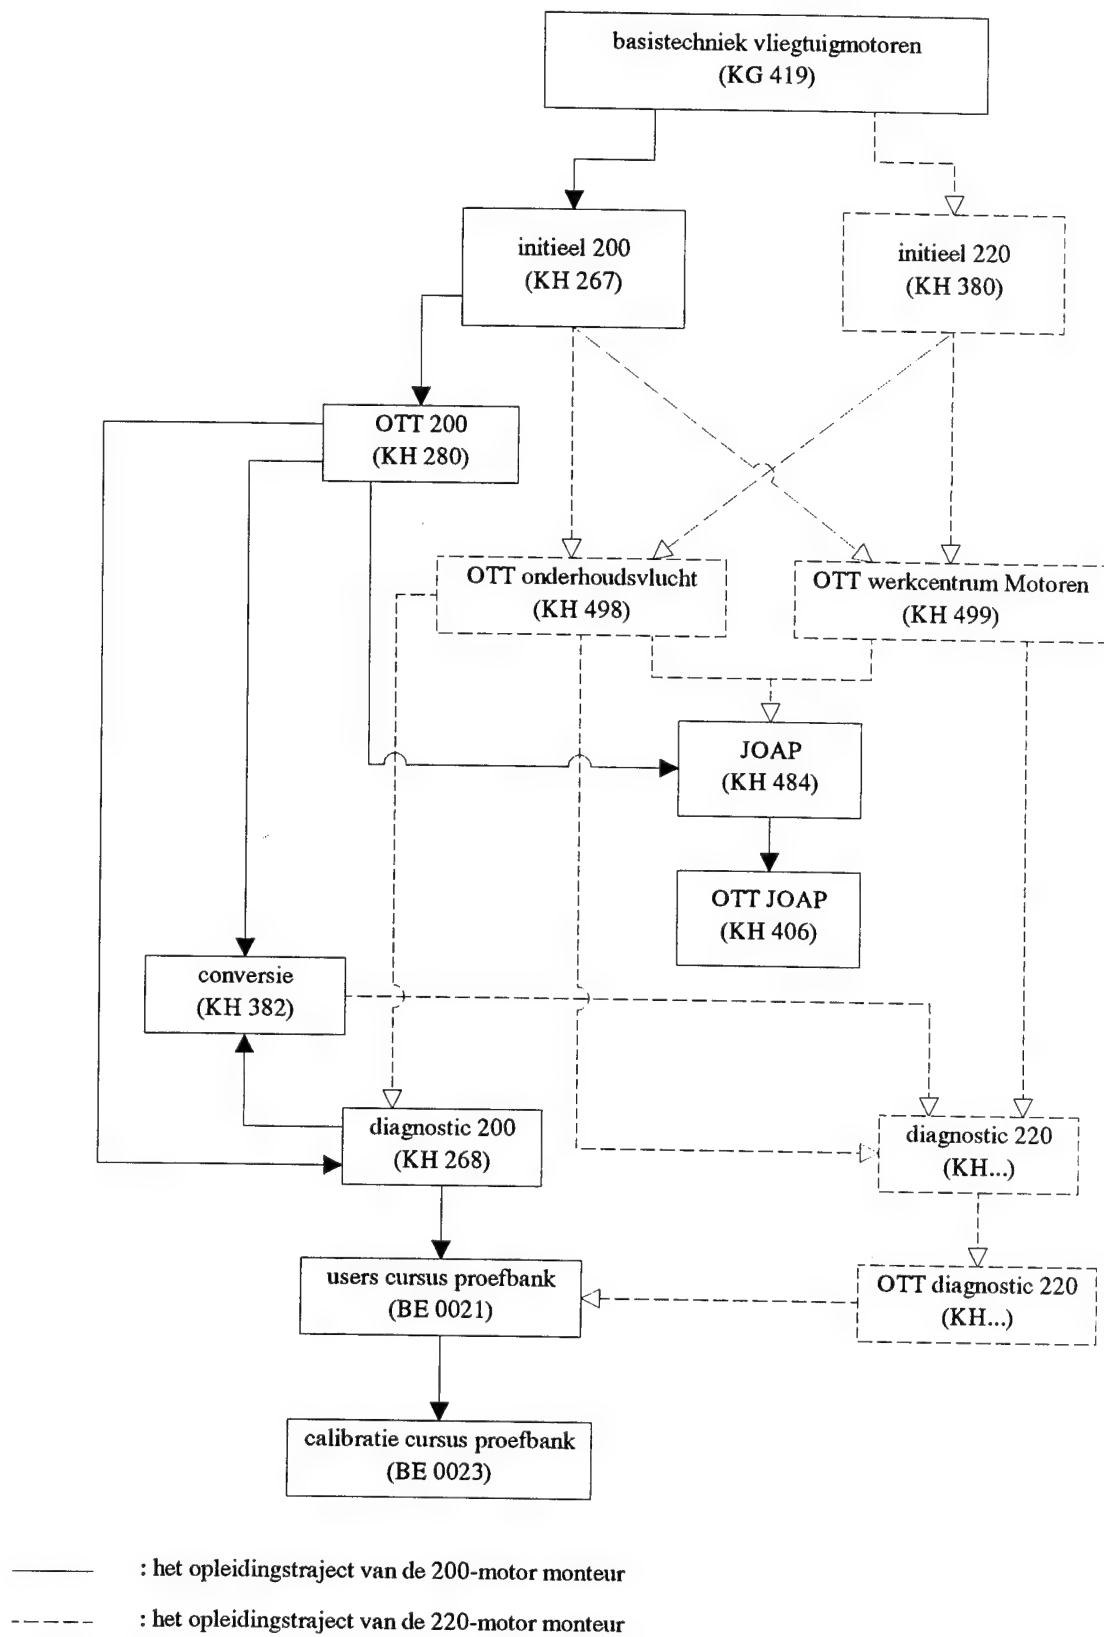 basistechniek vliegtuigmotoren
(KG 419)
initieel 200
(KH 267)
initieel 220
(KH 380)
OTT 200
(KH 280)
OTT onderhoudsvlucht
(KH 498)
OTT werkcentrum Motoren
(KH 499)
JOAP
(KH 484)
OTT JOAP
(KH 406)
conversie
(KH 382)
diagnostic 200
(KH 268)
diagnostic 220
(KH...)
users cursus proefbank
(BE 0021)
OTT diagnostic 220
(KH...)
calibratie cursus proefbank
(BE 0023)
: het opleidingstraject van de 200-motor monteur
: het opleidingstraject van de 220-motor monteur